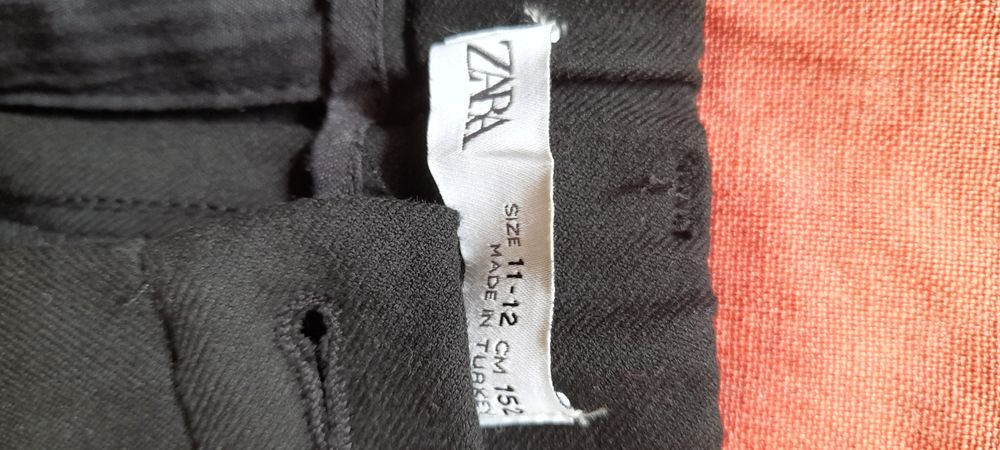 ZARA
SIZE 11-12 CM 152
MADE IN TURKEY